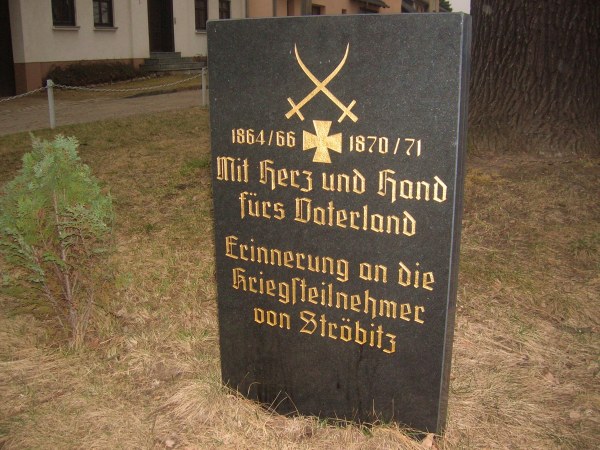 1864/66 1870/71
Mit Herz und Hand
fürs Vaterland
Erinnerung an die
Kriegsteilnehmer
von Ströbitz